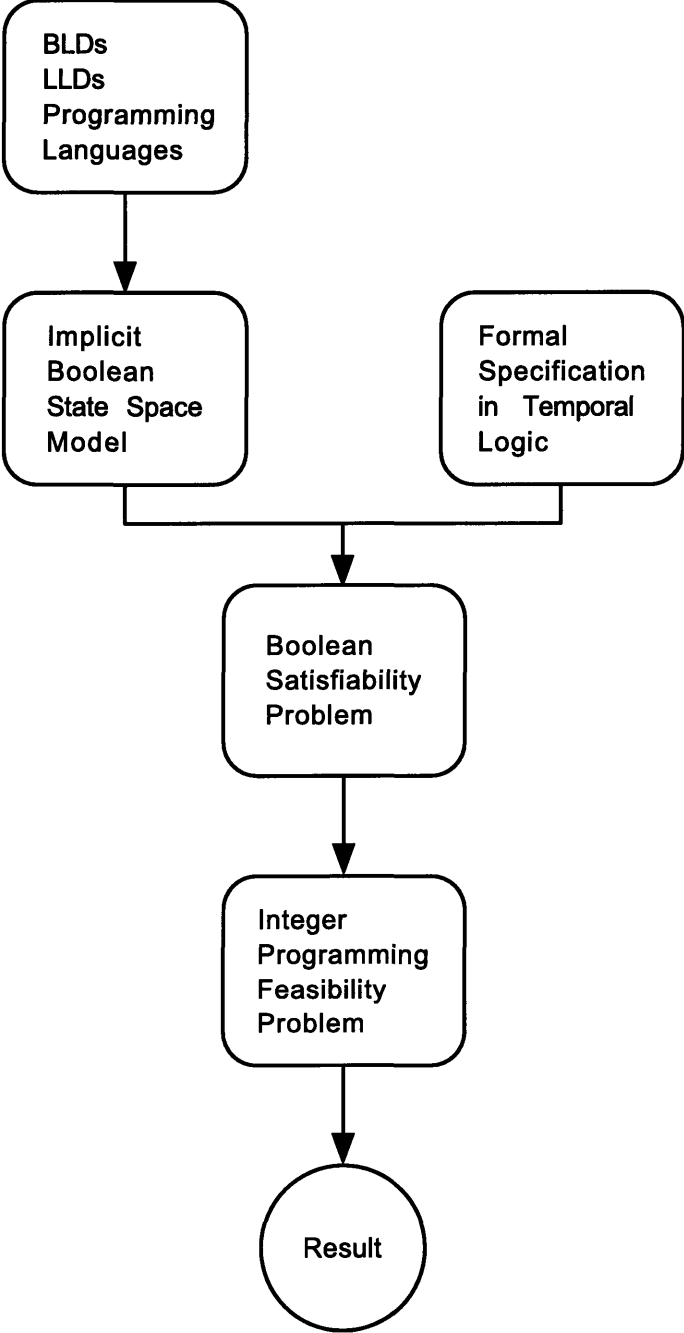 BLDs
LLDs
Programming
Languages
Implicit
Boolean
State Space
Model
Formal
Specification
in Temporal
Logic
Boolean
Satisfiability
Problem
Integer
Programming
Feasibility
Problem
Result